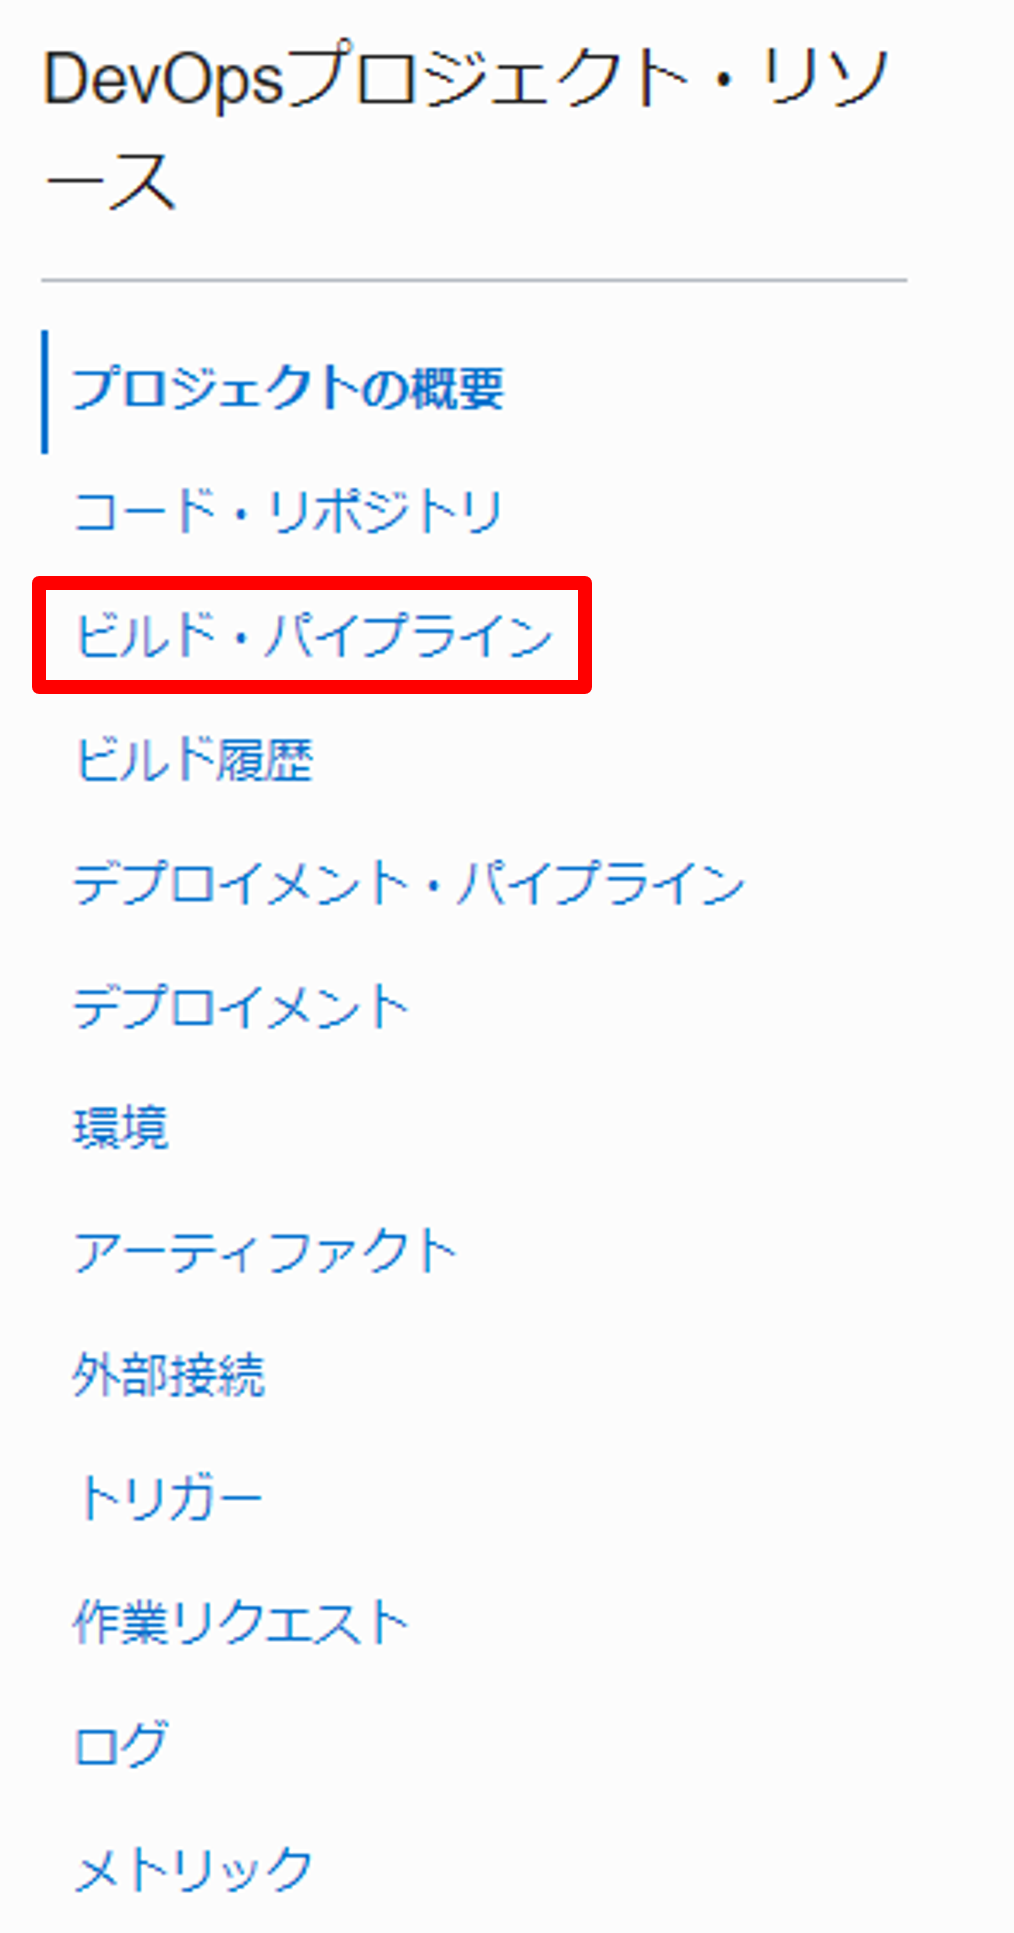 DevOpsプロジェクト・リソ
ース
プロジェクトの概要
コード・リポジトリ
ビルド・パイプライン
ビルド履歴
デプロイメント・パイプライン
デプロイメント
環境
アーティファクト
外部接続
トリガー
作業リクエスト
ログ
メトリック